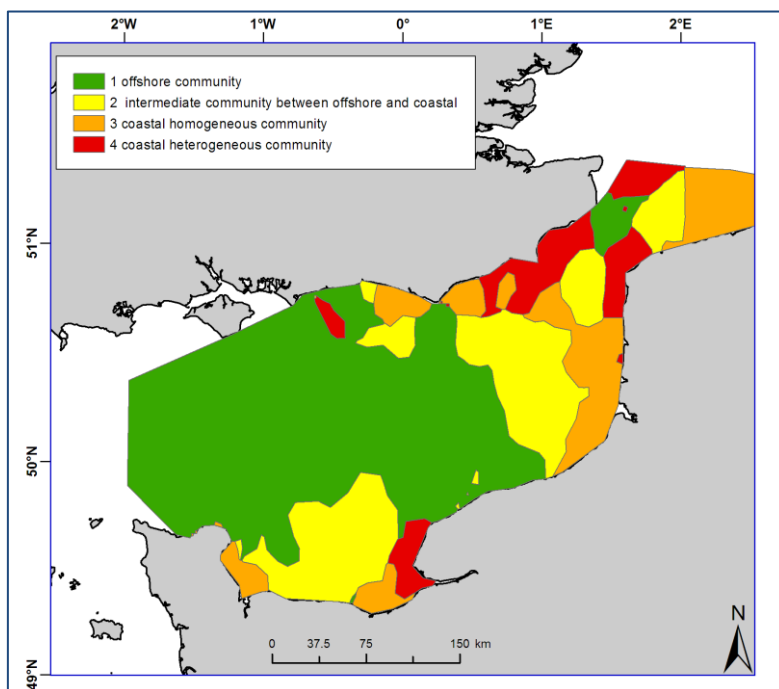 2°W 1°W 0° 1°E 2°E
1 offshore community
2 intermediate community between offshore and coastal
3 coastal homogeneous community
4 coastal heterogeneous community
51°N
50°N
49°N
N
0 37.5 75 150 km